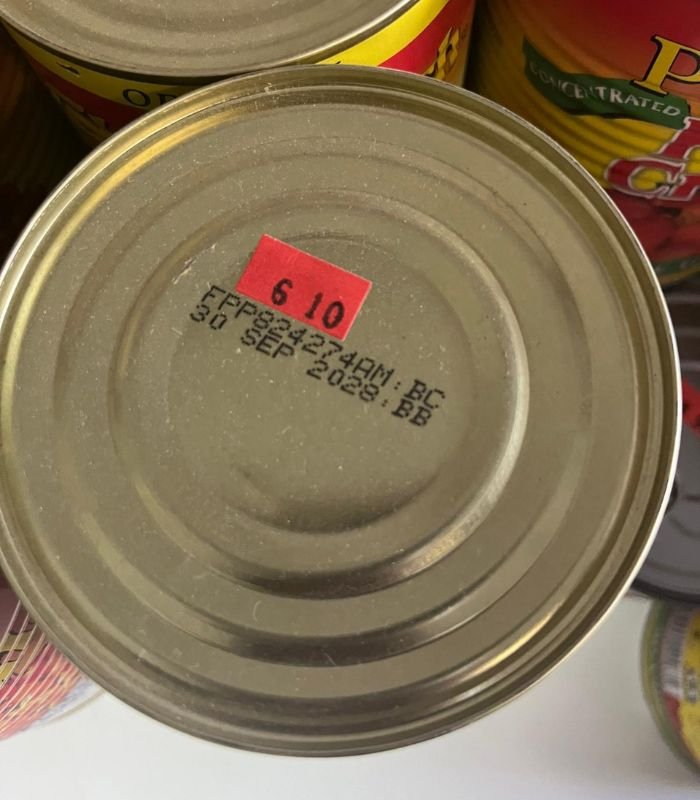 CONCENTRATED
6 10
FPP824274AM:BC
30 SEP 2028:BB